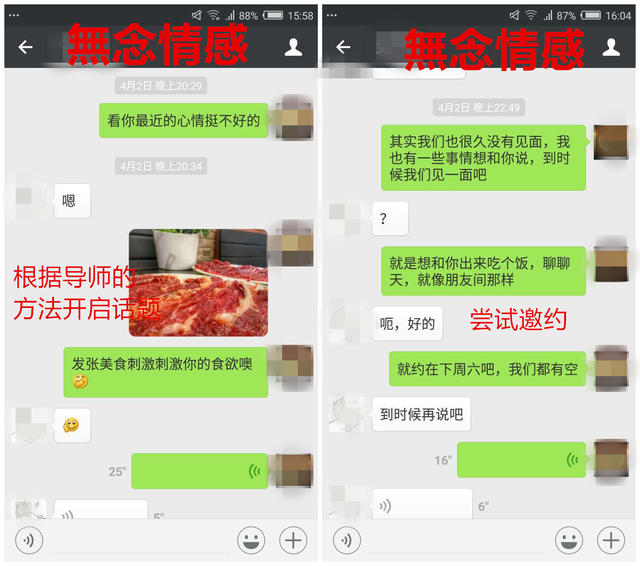 15:58
88%
無念情感
4月2日 晚上20:29
看你最近的心情挺不好的
4月2日 晚上20:34
嗯
根据导师的
方法开启话题
发张美食刺激刺激你的食欲噢
25"
5"
16:04
87%
無念情感
4月2日 晚上22:49
其实我们也很久没有见面，我
也有一些事情想和你说，到时
候我们见一面吧
？
就是想和你出来吃个饭，聊聊
天，就像朋友间那样
呃，好的
尝试邀约
就约在下周六吧，我们都有空
到时候再说吧
16"
6"